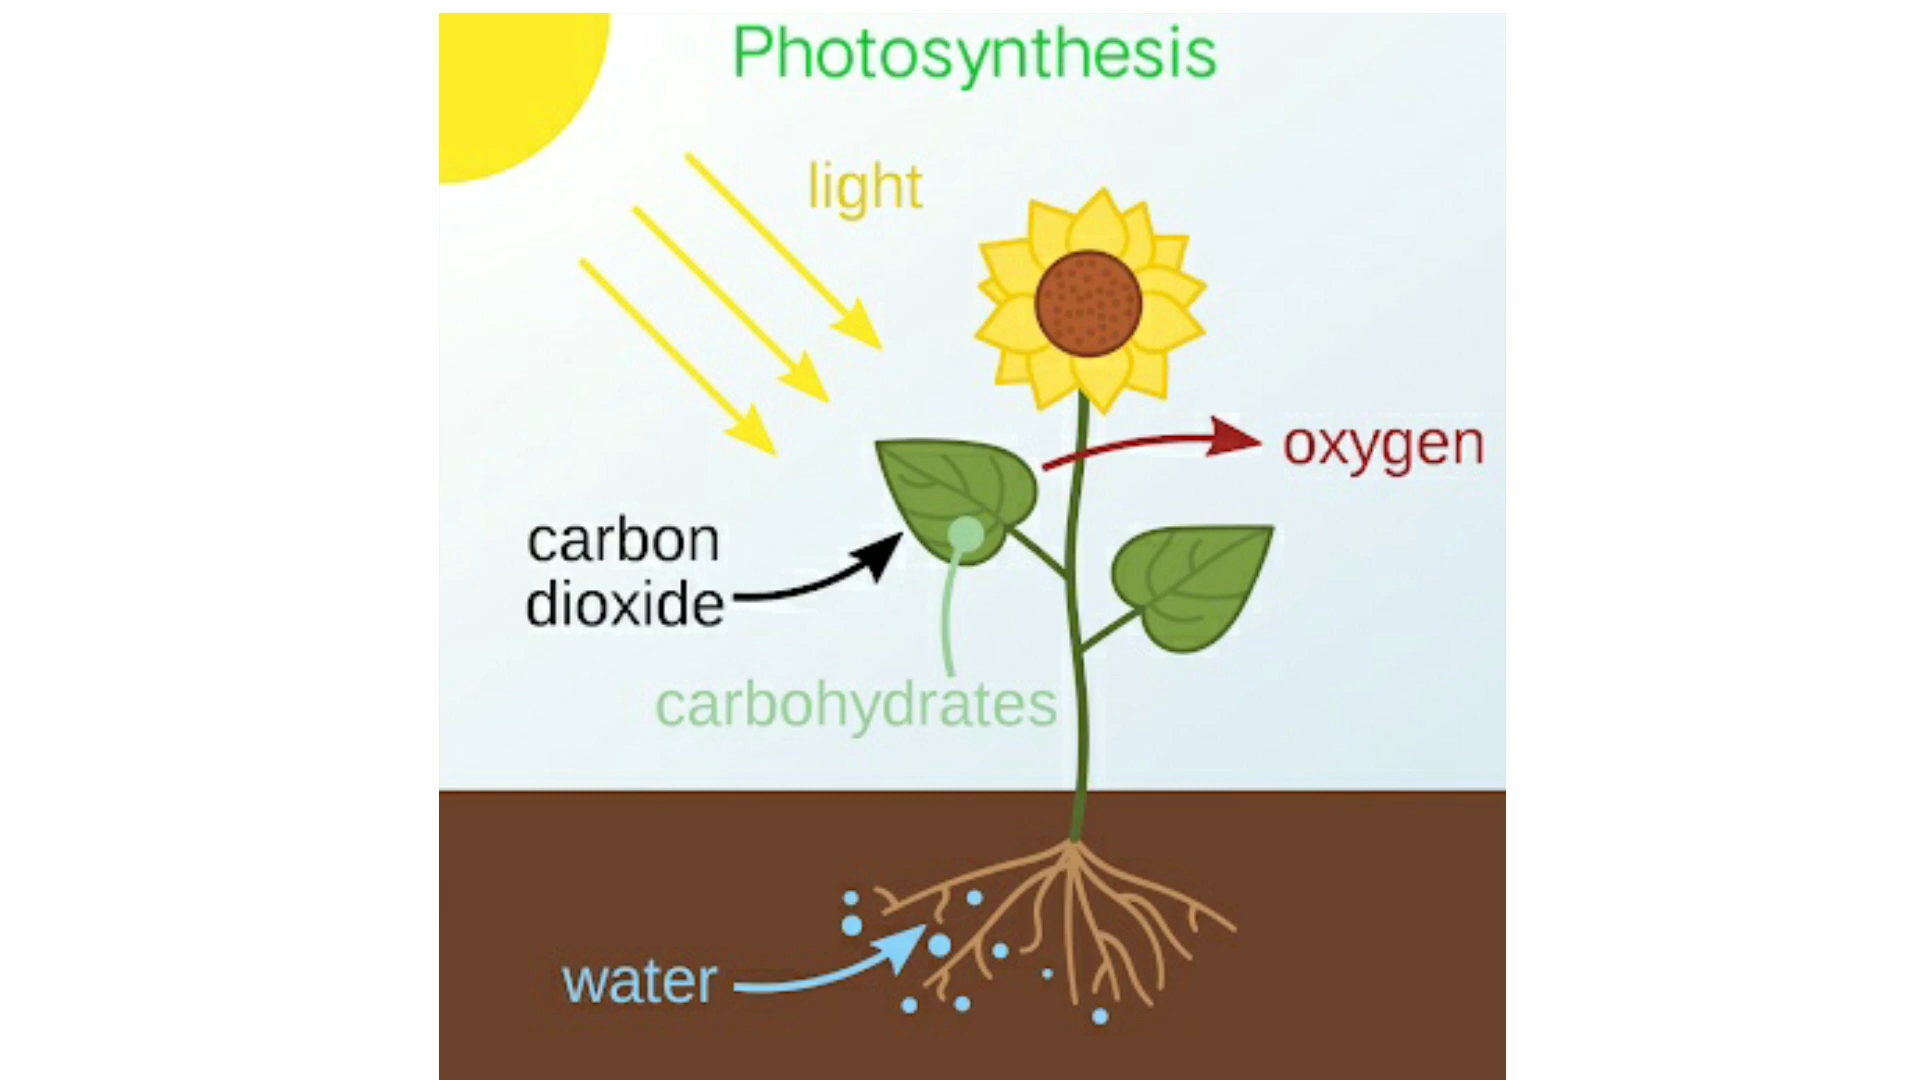 Photosynthesis
light
oxygen
carbon
dioxide
carbohydrates
water